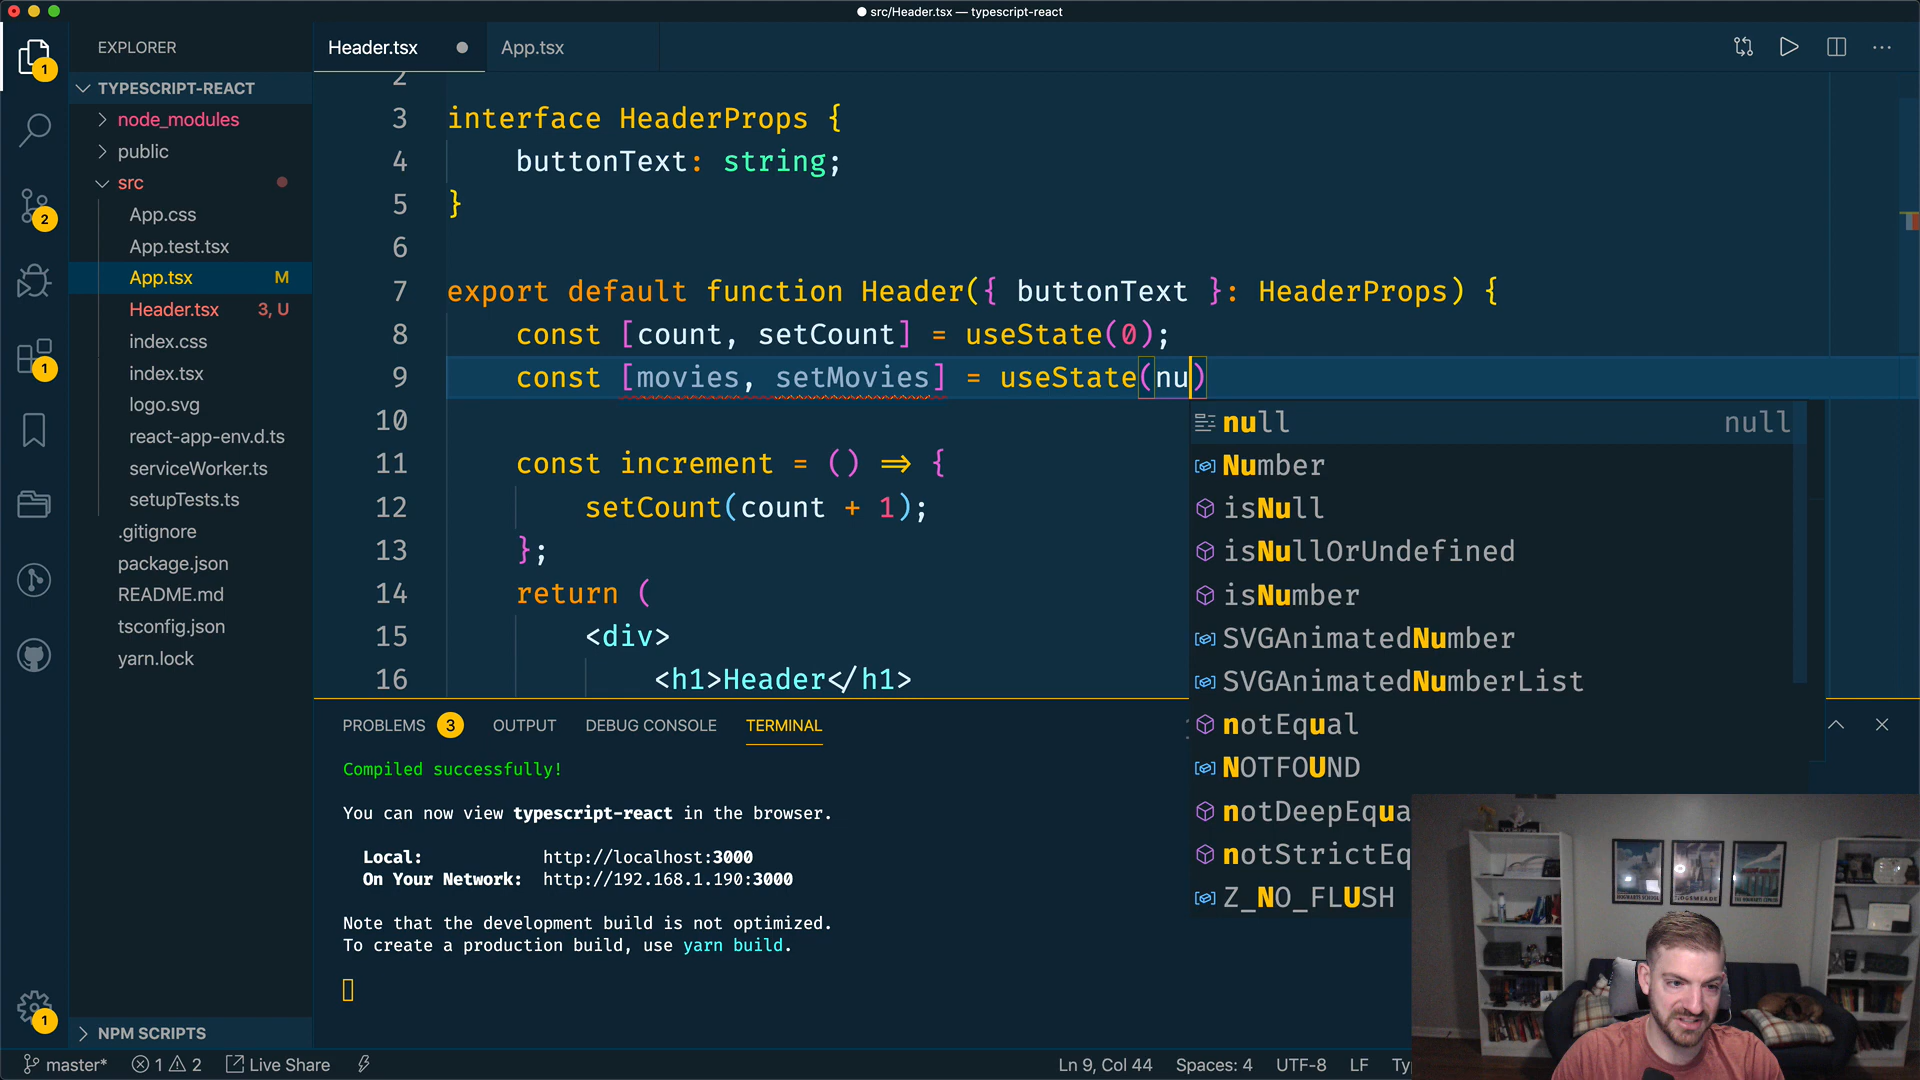 src/Header.tsx — typescript-react
EXPLORER
Header.tsx
App.tsx
1
TYPESCRIPT-REACT
node_modules
public
src
App.css
App.test.tsx
App.tsx M
Header.tsx 3, U
index.css
index.tsx
logo.svg
react-app-env.d.ts
serviceWorker.ts
setupTests.ts
.gitignore
package.json
README.md
tsconfig.json
yarn.lock
NPM SCRIPTS
2
1
1
2
3 interface HeaderProps {
4 buttonText: string;
5 }
6
7 export default function Header({ buttonText }: HeaderProps) {
8 const [count, setCount] = useState(0);
9 const [movies, setMovies] = useState(nu)
10
11 const increment = () => {
12 setCount(count + 1);
13 };
14 return (
15 <div>
16 <h1>Header</h1>
null null
Number
isNull
isNullOrUndefined
isNumber
SVGAnimatedNumber
SVGAnimatedNumberList
notEqual
NOTFOUND
notDeepEqua
notStrictEq
Z_NO_FLUSH
PROBLEMS 3 OUTPUT DEBUG CONSOLE TERMINAL
Compiled successfully!
You can now view typescript-react in the browser.
Local: http://localhost:3000
On Your Network: http://192.168.1.190:3000
Note that the development build is not optimized.
To create a production build, use yarn build.
master* 1 2 Live Share
Ln 9, Col 44 Spaces: 4 UTF-8 LF Ty